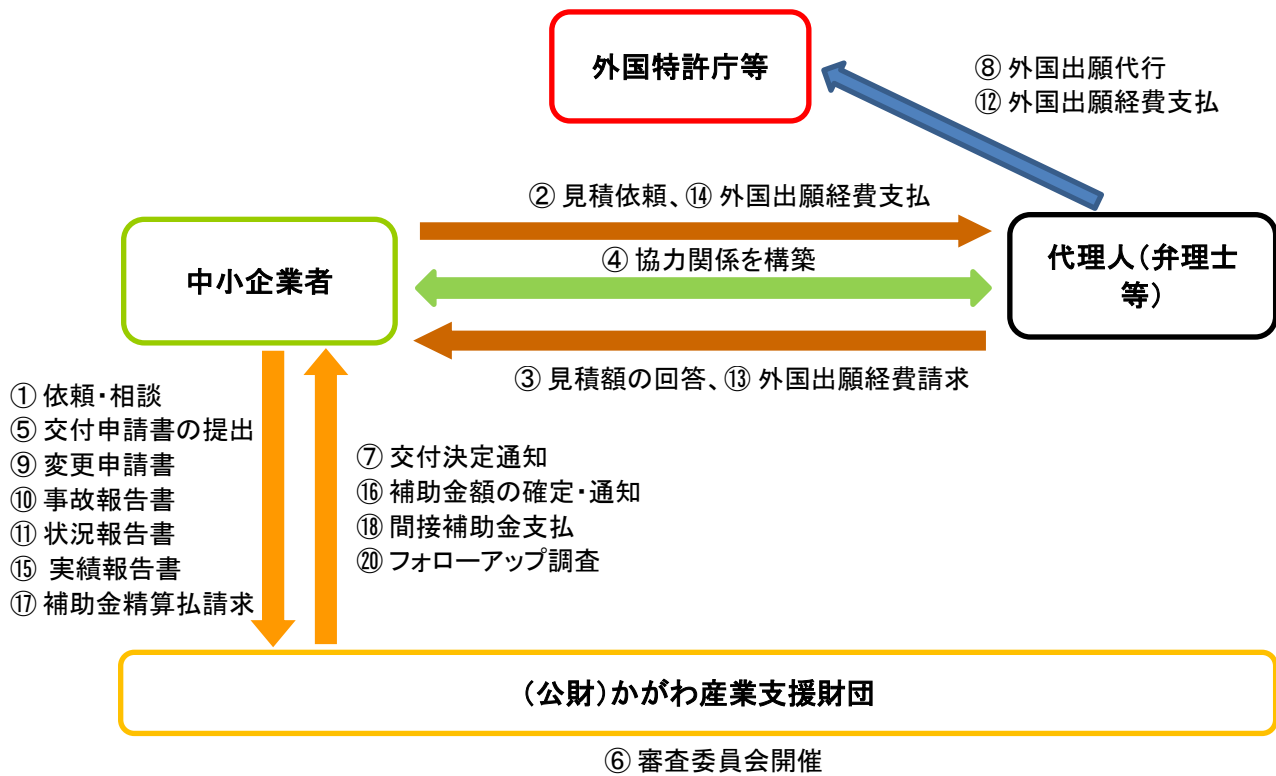 外国特許庁等
⑧ 外国出願代行
⑫ 外国出願経費支払
② 見積依頼、⑭ 外国出願経費支払
中小企業者
④ 協力関係を構築
代理人（弁理士
等）
③ 見積額の回答、⑬ 外国出願経費請求
① 依頼・相談
⑤ 交付申請書の提出
⑨ 変更申請書
⑩ 事故報告書
⑪ 状況報告書
⑮ 実績報告書
⑰ 補助金精算払請求
⑦ 交付決定通知
⑯ 補助金額の確定・通知
⑱ 間接補助金支払
⑳ フォローアップ調査
（公財）かがわ産業支援財団
⑥ 審査委員会開催